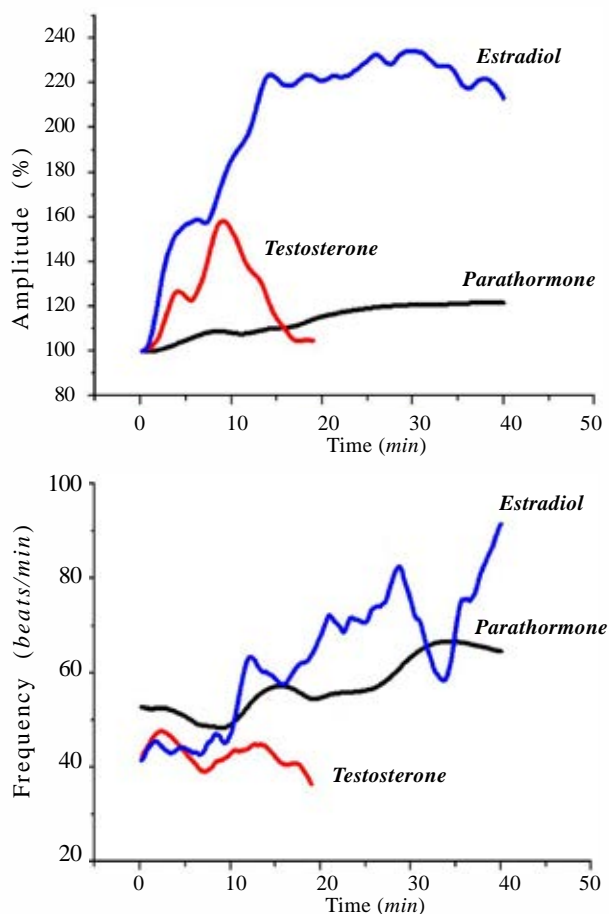 240
Estradiol
220
200
180
160
Testosterone
140
Parathormone
120
100
80
0 10 20 30 40 50
Time (min)
Amplitude (%)
100
Estradiol
80
Parathormone
60
40
Testosterone
20
0 10 20 30 40 50
Time (min)
Frequency (beats/min)